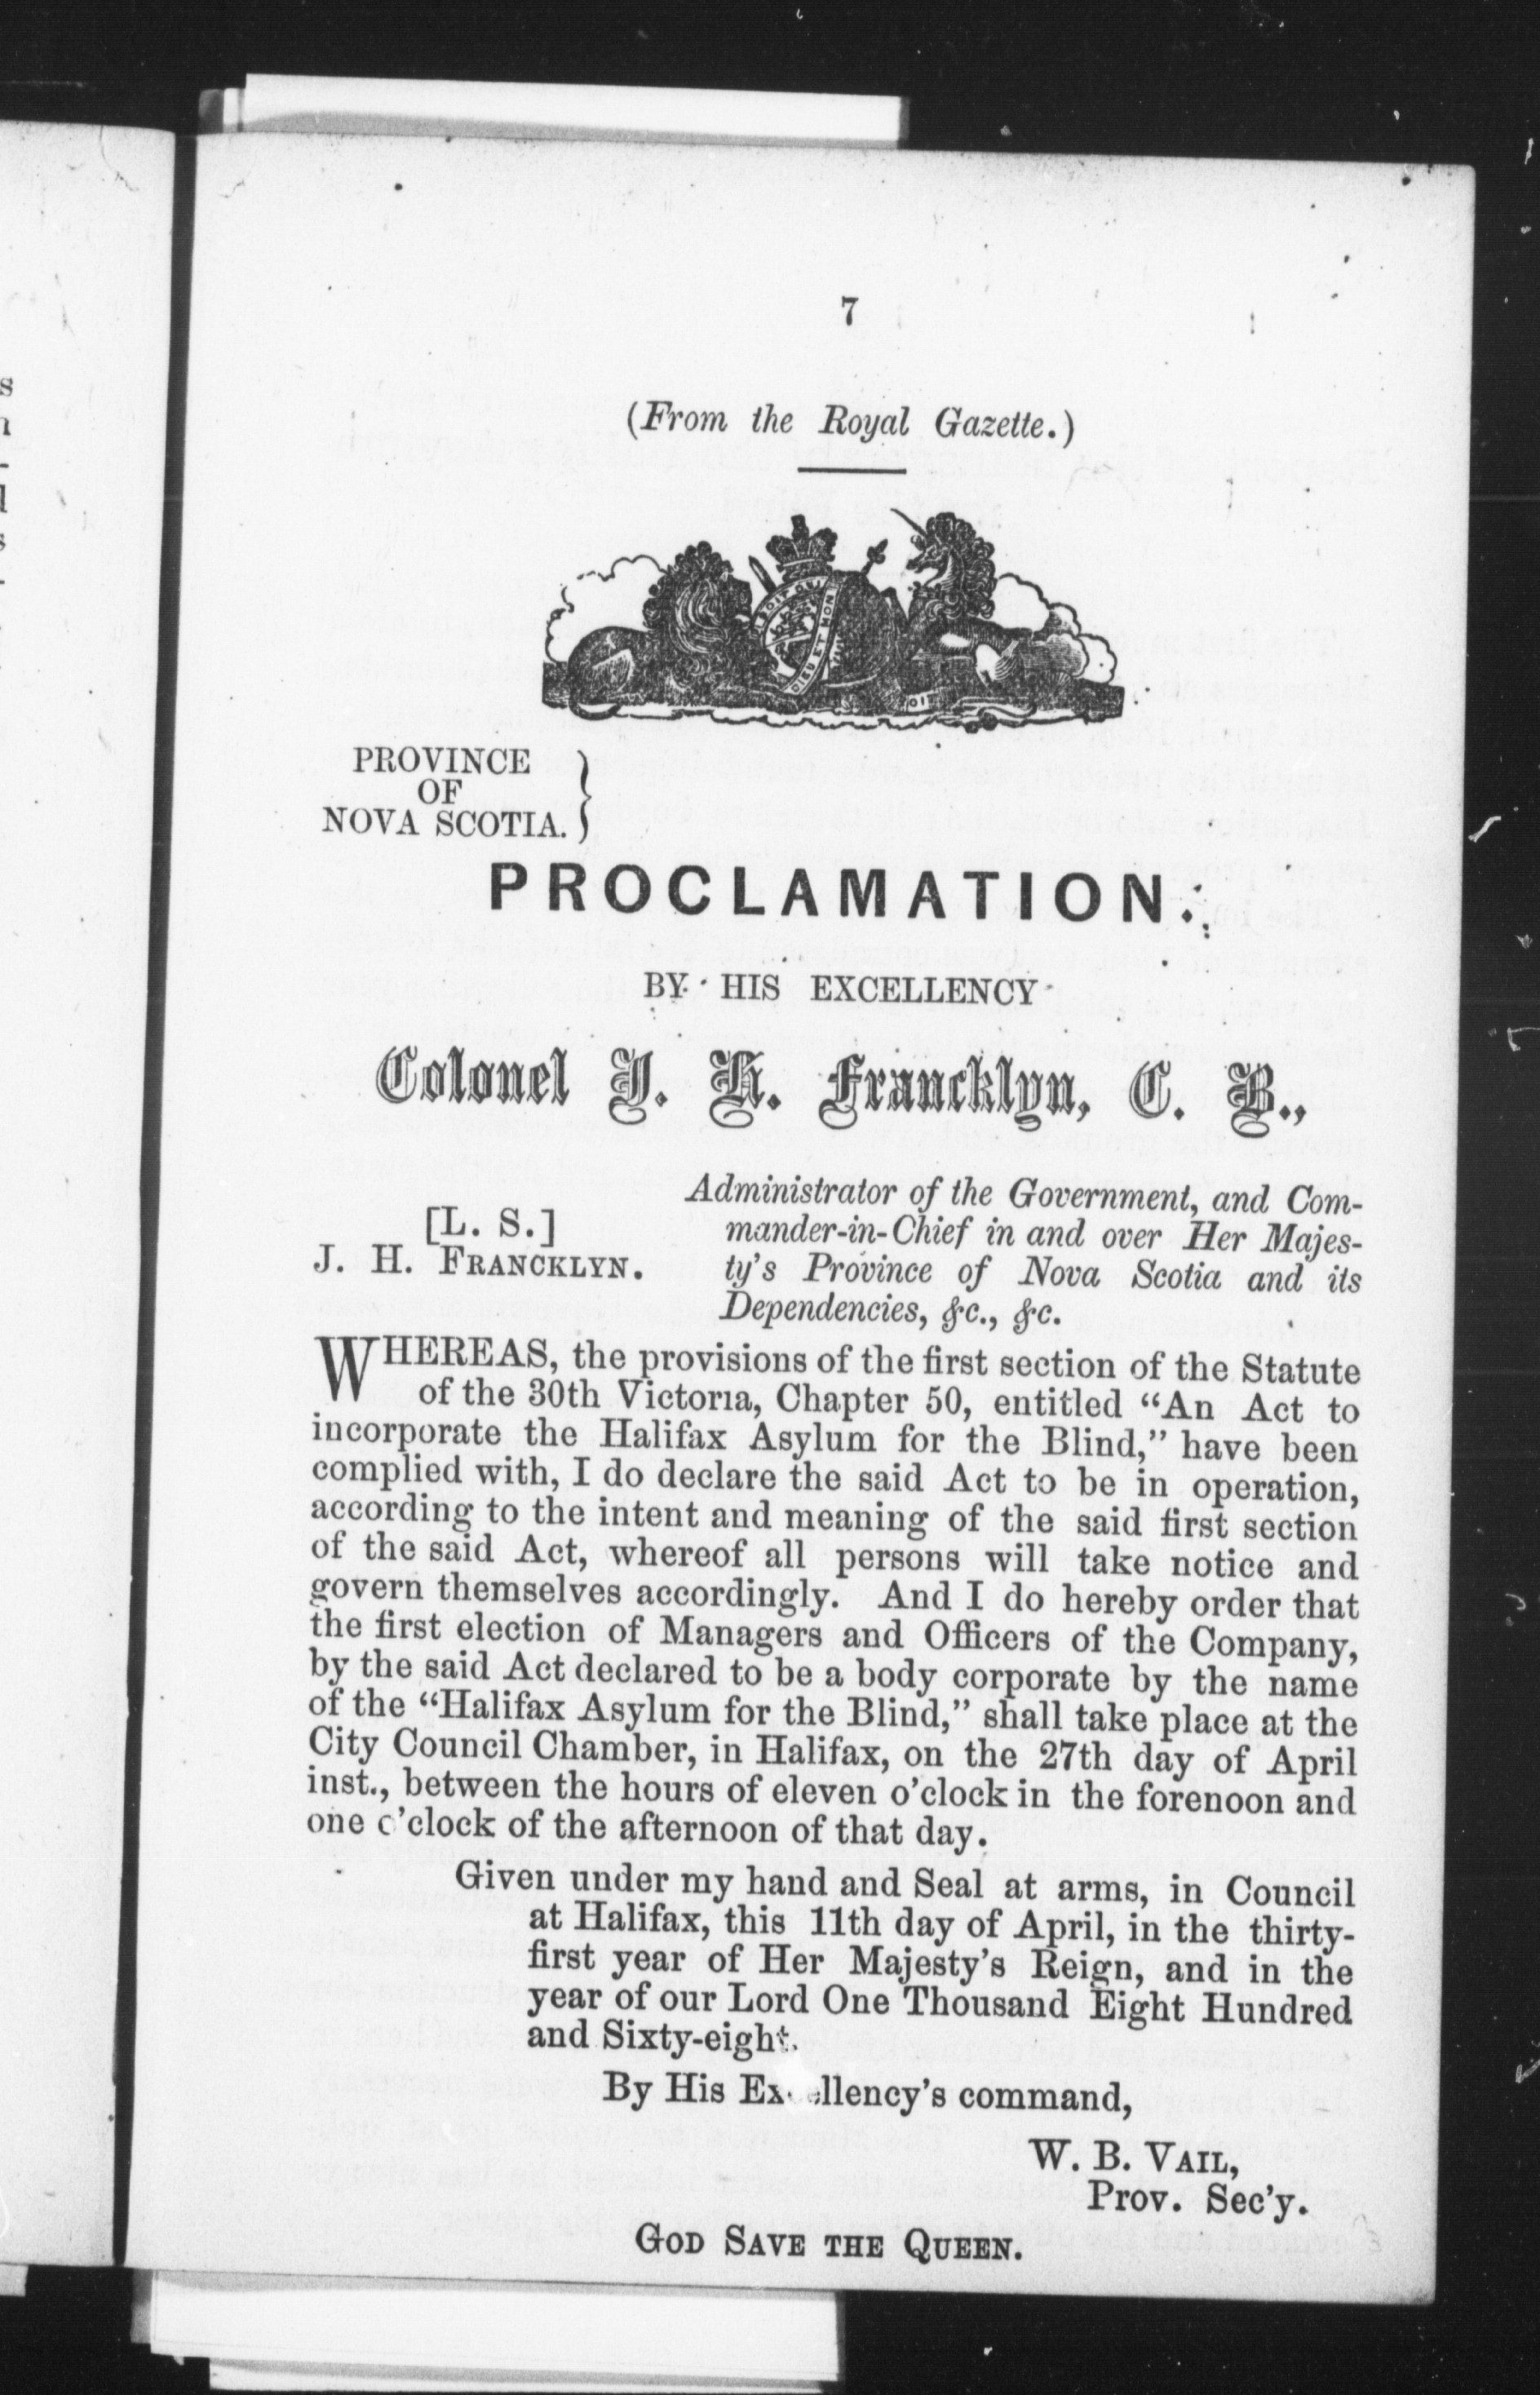 7
(From the Royal Gazette.)
DIEU ET MON
PROVINCE
OF
NOVA SCOTIA.
PROCLAMATION.
BY HIS EXCELLENCY
Colonel J. H. Francklyn, C. B.,
[L. S.]
J. H. FRANCKLYN.
Administrator of the Government, and Com-
mander-in-Chief in and over Her Majes-
ty's Province of Nova Scotia and its
Dependencies, &c., &c.
WHEREAS, the provisions of the first section of the Statute
of the 30th Victoria, Chapter 50, entitled "An Act to
incorporate the Halifax Asylum for the Blind," have been
complied with, I do declare the said Act to be in operation,
according to the intent and meaning of the said first section
of the said Act, whereof all persons will take notice and
govern themselves accordingly. And I do hereby order that
the first election of Managers and Officers of the Company,
by the said Act declared to be a body corporate by the name
of the "Halifax Asylum for the Blind," shall take place at the
City Council Chamber, in Halifax, on the 27th day of April
inst., between the hours of eleven o'clock in the forenoon and
one o'clock of the afternoon of that day.
Given under my hand and Seal at arms, in Council
at Halifax, this 11th day of April, in the thirty-
first year of Her Majesty's Reign, and in the
year of our Lord One Thousand Eight Hundred
and Sixty-eight.
By His Excellency's command,
W. B. VAIL,
Prov. Sec'y.
GOD SAVE THE QUEEN.